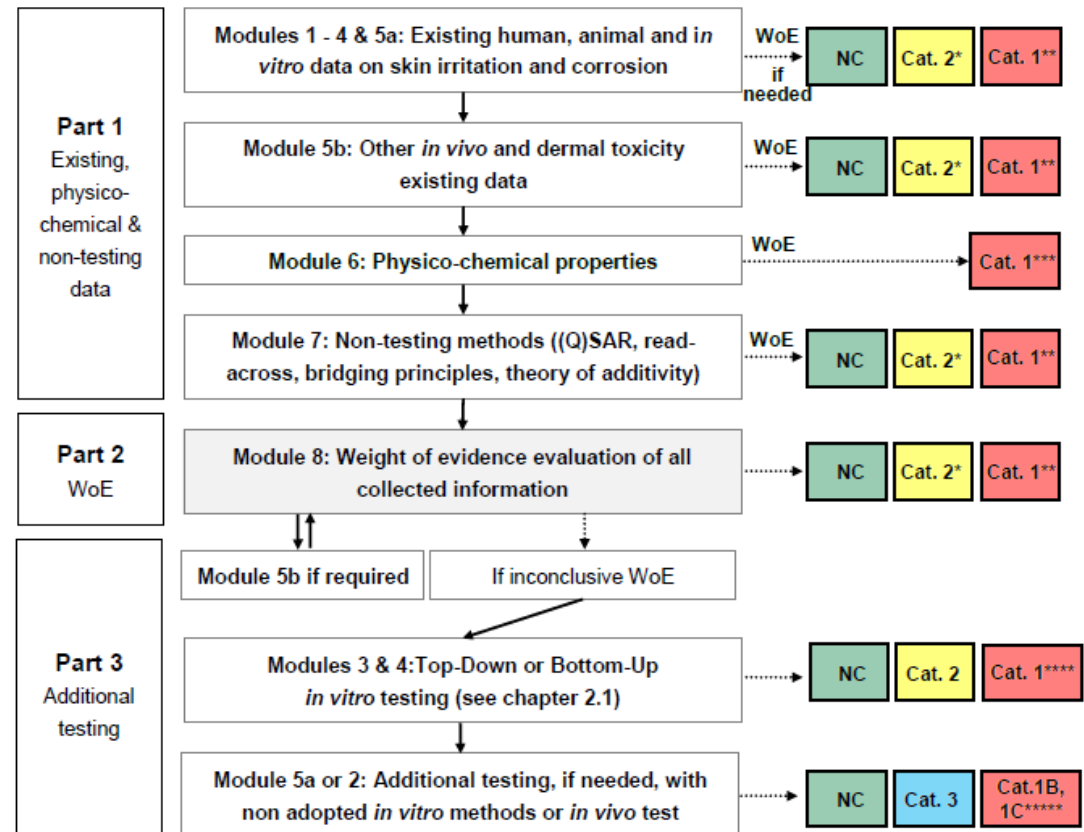 Part 1
Existing,
physico-
chemical &
non-testing
data
Modules 1 - 4 & 5a: Existing human, animal and in
vitro data on skin irritation and corrosion
WoE
if
needed
NC
Cat. 2*
Cat. 1**
Module 5b: Other in vivo and dermal toxicity
existing data
WoE
NC
Cat. 2*
Cat. 1**
Module 6: Physico-chemical properties
WoE
Cat. 1***
Module 7: Non-testing methods ((Q)SAR, read-
across, bridging principles, theory of additivity)
WoE
NC
Cat. 2*
Cat. 1**
Part 2
WoE
Module 8: Weight of evidence evaluation of all
collected information
NC
Cat. 2*
Cat. 1**
Part 3
Additional
testing
Module 5b if required
If inconclusive WoE
Modules 3 & 4:Top-Down or Bottom-Up
in vitro testing (see chapter 2.1)
NC
Cat. 2
Cat. 1****
Module 5a or 2: Additional testing, if needed, with
non adopted in vitro methods or in vivo test
NC
Cat. 3
Cat.1B,
1C*****